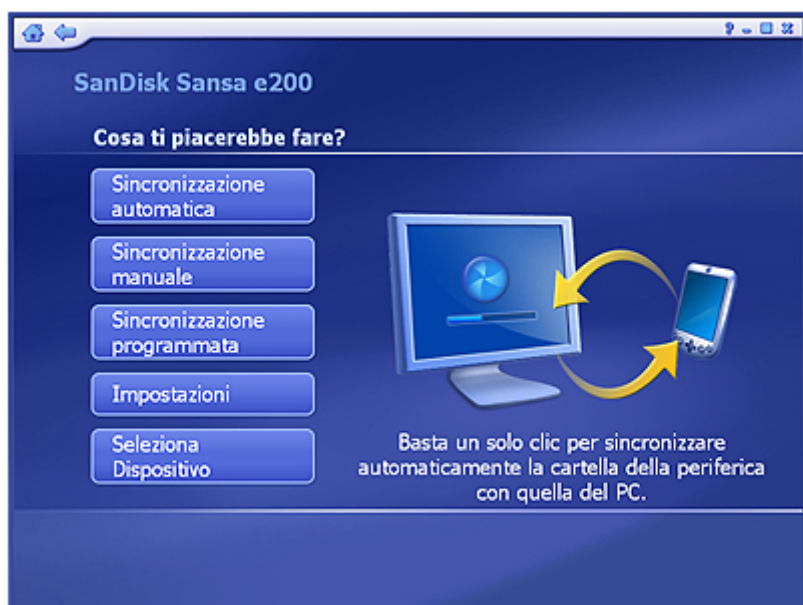 SanDisk Sansa e200
Cosa ti piacerebbe fare?
Sincronizzazione
automatica
Sincronizzazione
manuale
Sincronizzazione
programmata
Impostazioni
Seleziona
Dispositivo
Basta un solo clic per sincronizzare
automaticamente la cartella della periferica
con quella del PC.